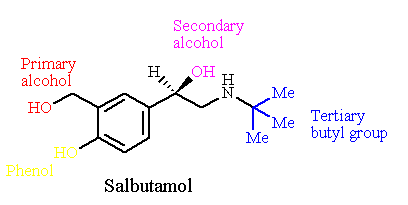 Secondary
alcohol
Primary
alcohol
H
OH
H
N
Me
HO
Me
Me
Tertiary
butyl group
HO
Phenol
Salbutamol